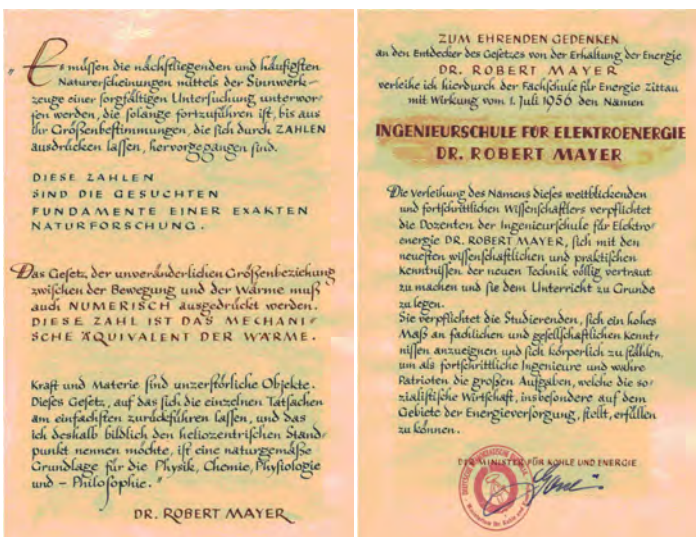 „Es müssen die nächstliegenden und häufigsten
Naturerscheinungen mittels der Sinnwerk-
zeuge einer sorgfältigen Untersuchung unterwor-
fen werden, die solange fortzuführen ist, bis aus
ihr Größenbestimmungen, die sich durch ZAHLEN
ausdrücken lassen, hervorgegangen sind.
DIESE ZAHLEN
SIND DIE GESUCHTEN
FUNDAMENTE EINER EXAKTEN
NATURFORSCHUNG.
Das Gesetz der unveränderlichen Größenbeziehung
zwischen der Bewegung und der Wärme muß
auch NUMERISCH ausgedrückt werden.
DIESE ZAHL IST DAS MECHANI-
SCHE ÄQUIVALENT DER WÄRME.
Kraft und Materie sind unzerstörliche Objekte.
Dieses Gesetz, auf das sich die einzelnen Tatsachen
am einfachsten zurückführen lassen, und das
ich deshalb bildlich den heliozentrischen Stand-
punkt nennen möchte, ist eine naturgemäße
Grundlage für die Physik, Chemie, Physiologie
und – Philosophie."
DR. ROBERT MAYER
ZUM EHRENDEN GEDENKEN
an den Entdecker des Gesetzes von der Erhaltung der Energie
DR. ROBERT MAYER
verleihe ich hierdurch der Fachschule für Energie Zittau
mit Wirkung vom 1. Juli 1956 den Namen
INGENIEURSCHULE FÜR ELEKTROENERGIE
DR. ROBERT MAYER
Die Verleihung des Namens dieses weitblickenden
und fortschrittlichen Wissenschaftlers verpflichtet
die Dozenten der Ingenieurschule für Elektro-
energie DR. ROBERT MAYER, sich mit den
neuesten wissenschaftlichen und praktischen
Kenntnissen der neuen Technik völlig vertraut
zu machen und sie dem Unterricht zu Grunde
zu legen.
Sie verpflichtet die Studierenden, sich ein hohes
Maß an fachlichen und gesellschaftlichen Kennt-
nissen anzueignen und sich körperlich zu stählen,
um als fortschrittliche Ingenieure und wahre
Patrioten die großen Aufgaben, welche die so-
zialistische Wirtschaft, insbesondere auf dem
Gebiete der Energieversorgung, stellt, erfüllen
zu können.
DER MINISTER FÜR KOHLE UND ENERGIE